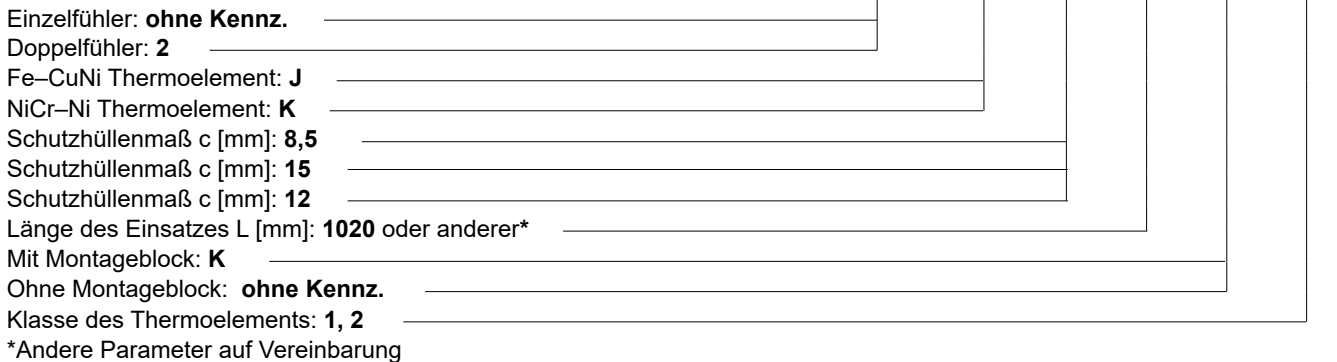 Einzelfühler: ohne Kennz.
Doppelfühler: 2
Fe–CuNi Thermoelement: J
NiCr–Ni Thermoelement: K
Schutzhüllenmaß c [mm]: 8,5
Schutzhüllenmaß c [mm]: 15
Schutzhüllenmaß c [mm]: 12
Länge des Einsatzes L [mm]: 1020 oder anderer*
Mit Montageblock: K
Ohne Montageblock: ohne Kennz.
Klasse des Thermoelements: 1, 2
*Andere Parameter auf Vereinbarung